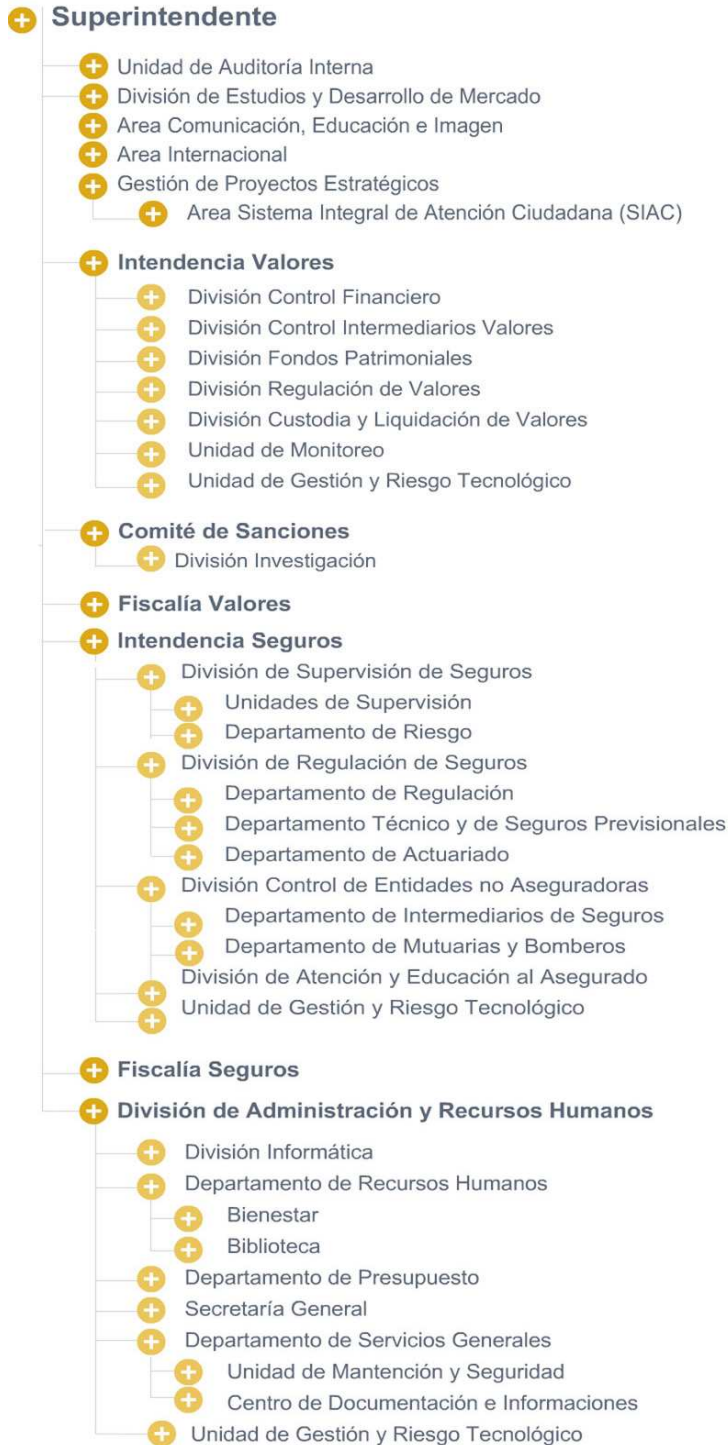 Superintendente
Unidad de Auditoría Interna
División de Estudios y Desarrollo de Mercado
Area Comunicación, Educación e Imagen
Area Internacional
Gestión de Proyectos Estratégicos
Area Sistema Integral de Atención Ciudadana (SIAC)
Intendencia Valores
División Control Financiero
División Control Intermediarios Valores
División Fondos Patrimoniales
División Regulación de Valores
División Custodia y Liquidación de Valores
Unidad de Monitoreo
Unidad de Gestión y Riesgo Tecnológico
Comité de Sanciones
División Investigación
Fiscalía Valores
Intendencia Seguros
División de Supervisión de Seguros
Unidades de Supervisión
Departamento de Riesgo
División de Regulación de Seguros
Departamento de Regulación
Departamento Técnico y de Seguros Previsionales
Departamento de Actuariado
División Control de Entidades no Aseguradoras
Departamento de Intermediarios de Seguros
Departamento de Mutuarias y Bomberos
División de Atención y Educación al Asegurado
Unidad de Gestión y Riesgo Tecnológico
Fiscalía Seguros
División de Administración y Recursos Humanos
División Informática
Departamento de Recursos Humanos
Bienestar
Biblioteca
Departamento de Presupuesto
Secretaría General
Departamento de Servicios Generales
Unidad de Mantención y Seguridad
Centro de Documentación e Informaciones
Unidad de Gestión y Riesgo Tecnológico